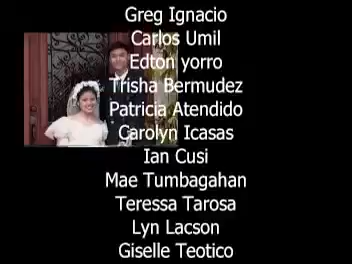 Greg Ignacio
Carlos Umil
Edton yorro
Trisha Bermudez
Patricia Atendido
Carolyn Icasas
Ian Cusi
Mae Tumbagahan
Teressa Tarosa
Lyn Lacson
Giselle Teotico